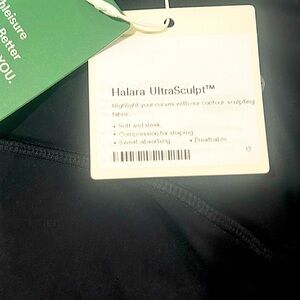 hleisure
Better
YOU.
Halara UltraSculpt™
Highlight your curves with our contour sculpting
fabric.
• Soft and sleek
• Compression for shaping
• Sweat-absorbing • Breathable
12